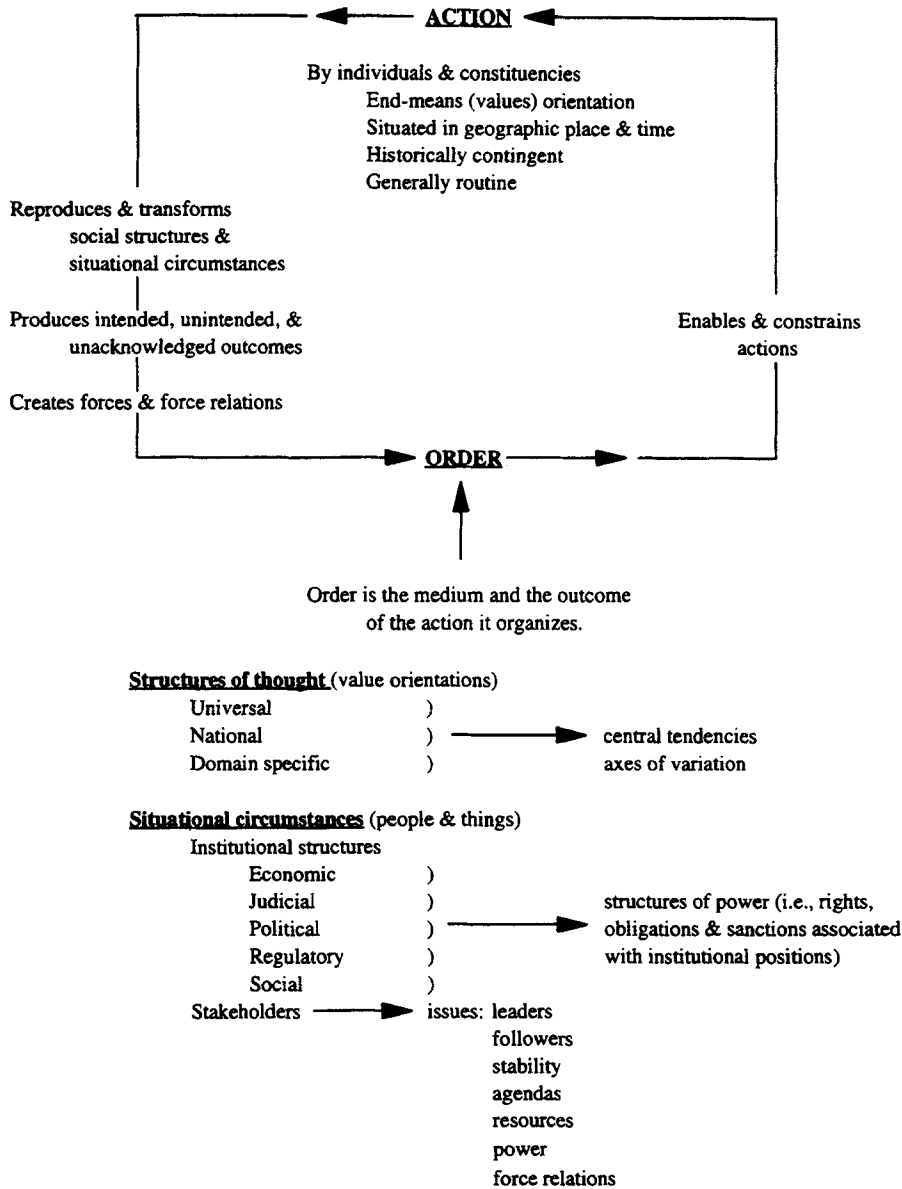 ACTION
By individuals & constituencies
End-means (values) orientation
Situated in geographic place & time
Historically contingent
Generally routine
Reproduces & transforms
social structures &
situational circumstances
Produces intended, unintended, &
unacknowledged outcomes
Enables & constrains
actions
Creates forces & force relations
ORDER
Order is the medium and the outcome
of the action it organizes.
Structures of thought (value orientations)
Universal )
National ) central tendencies
Domain specific ) axes of variation
Situational circumstances (people & things)
Institutional structures
Economic )
Judicial ) structures of power (i.e., rights,
Political ) obligations & sanctions associated
Regulatory ) with institutional positions)
Social )
Stakeholders issues: leaders
followers
stability
agendas
resources
power
force relations